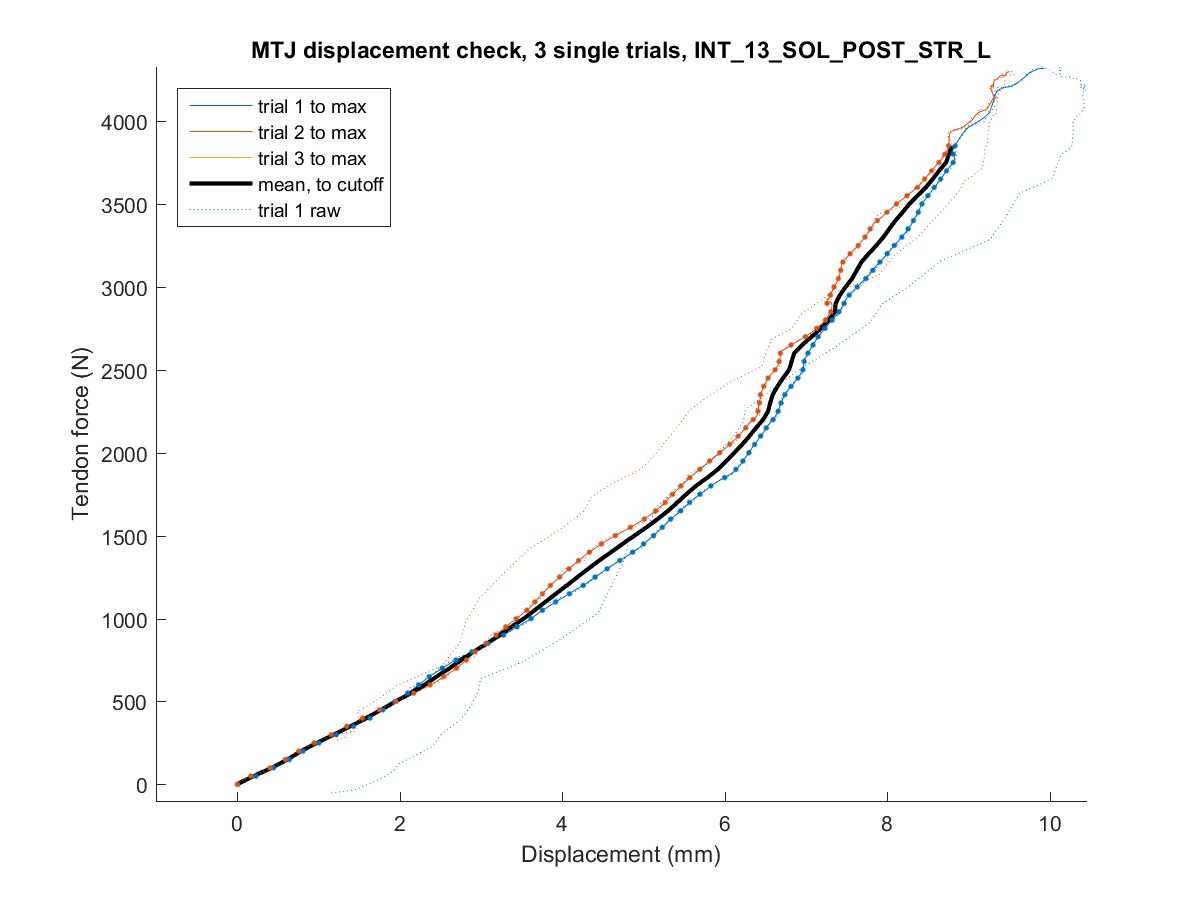 MTJ displacement check, 3 single trials, INT_13_SOL_POST_STR_L
trial 1 to max
trial 2 to max
trial 3 to max
mean, to cutoff
trial 1 raw
Tendon force (N)
4000
3500
3000
2500
2000
1500
1000
500
0
0 2 4 6 8 10
Displacement (mm)